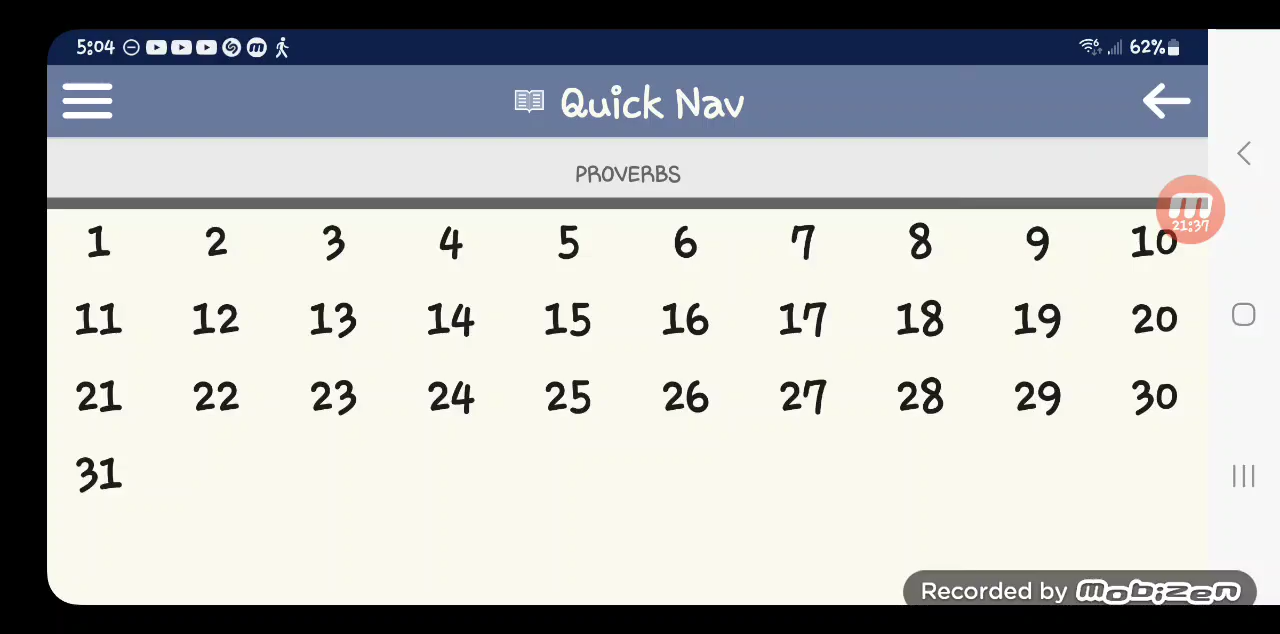 5:04 62%
Quick Nav
PROVERBS
1 2 3 4 5 6 7 8 9 10
21:37
11 12 13 14 15 16 17 18 19 20
21 22 23 24 25 26 27 28 29 30
31
Recorded by mobizen